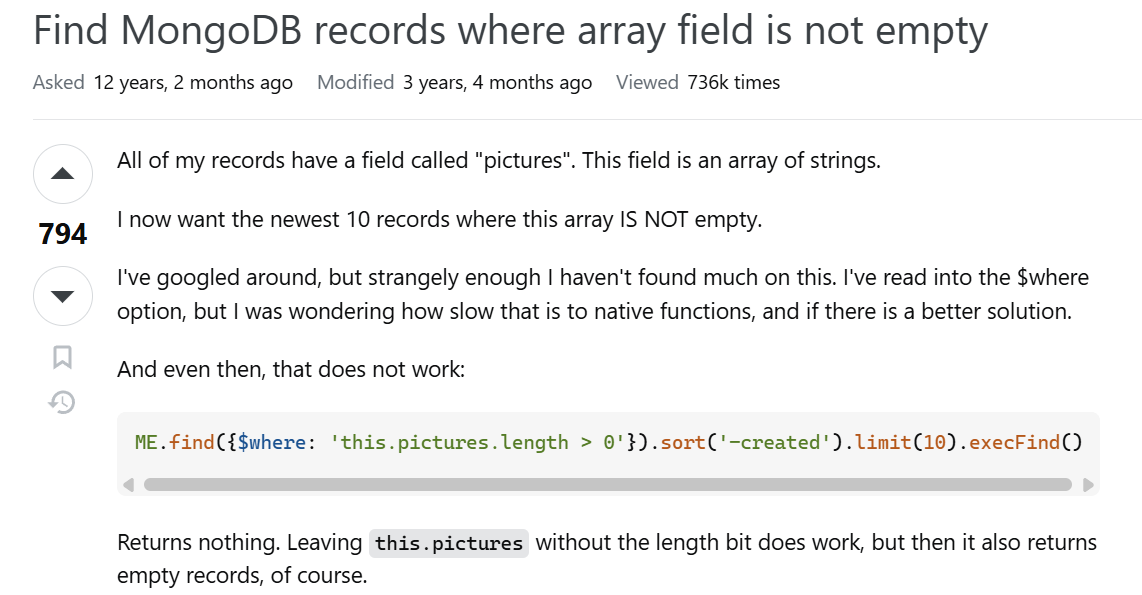 Find MongoDB records where array field is not empty
Asked 12 years, 2 months ago Modified 3 years, 4 months ago Viewed 736k times
All of my records have a field called "pictures". This field is an array of strings.
794
I now want the newest 10 records where this array IS NOT empty.
I've googled around, but strangely enough I haven't found much on this. I've read into the $where
option, but I was wondering how slow that is to native functions, and if there is a better solution.
And even then, that does not work:
ME.find({$where: 'this.pictures.length > 0'}).sort('-created').limit(10).execFind()
Returns nothing. Leaving this.pictures without the length bit does work, but then it also returns
empty records, of course.